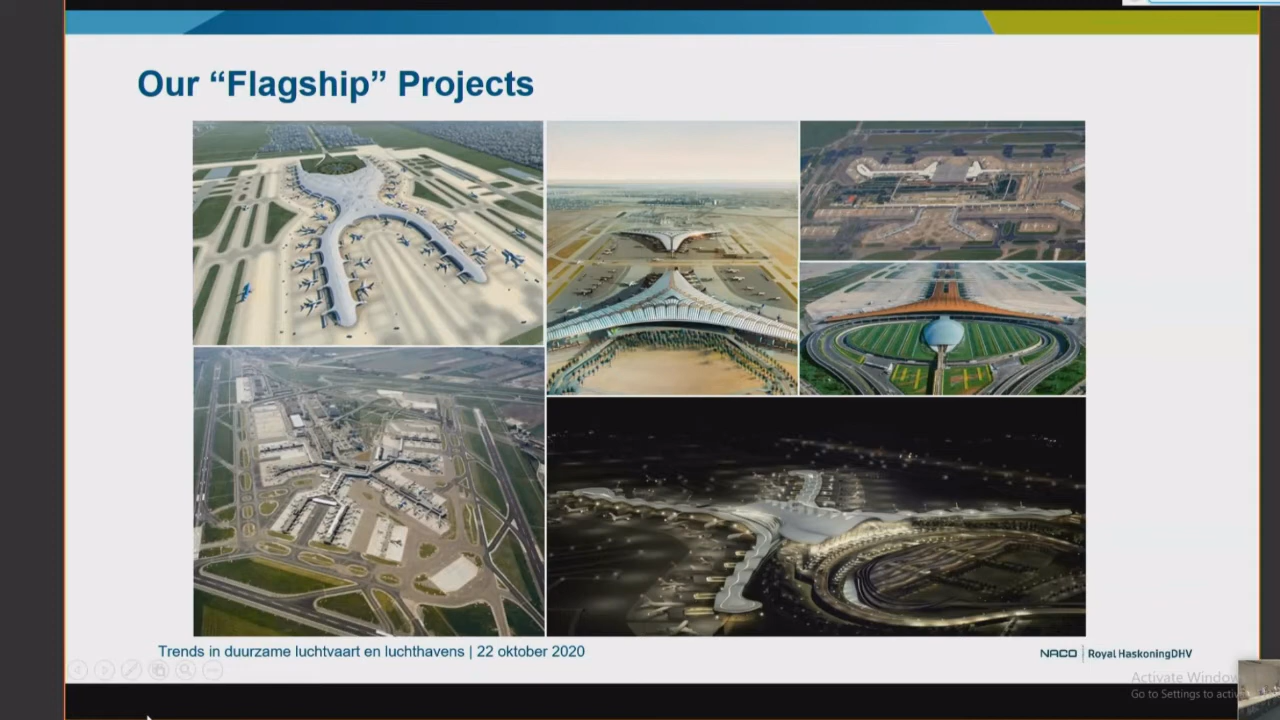 Our “Flagship” Projects
Trends in duurzame luchtvaart en luchthavens | 22 oktober 2020
NACO | Royal HaskoningDHV
Activate Window
Go to Settings to activ